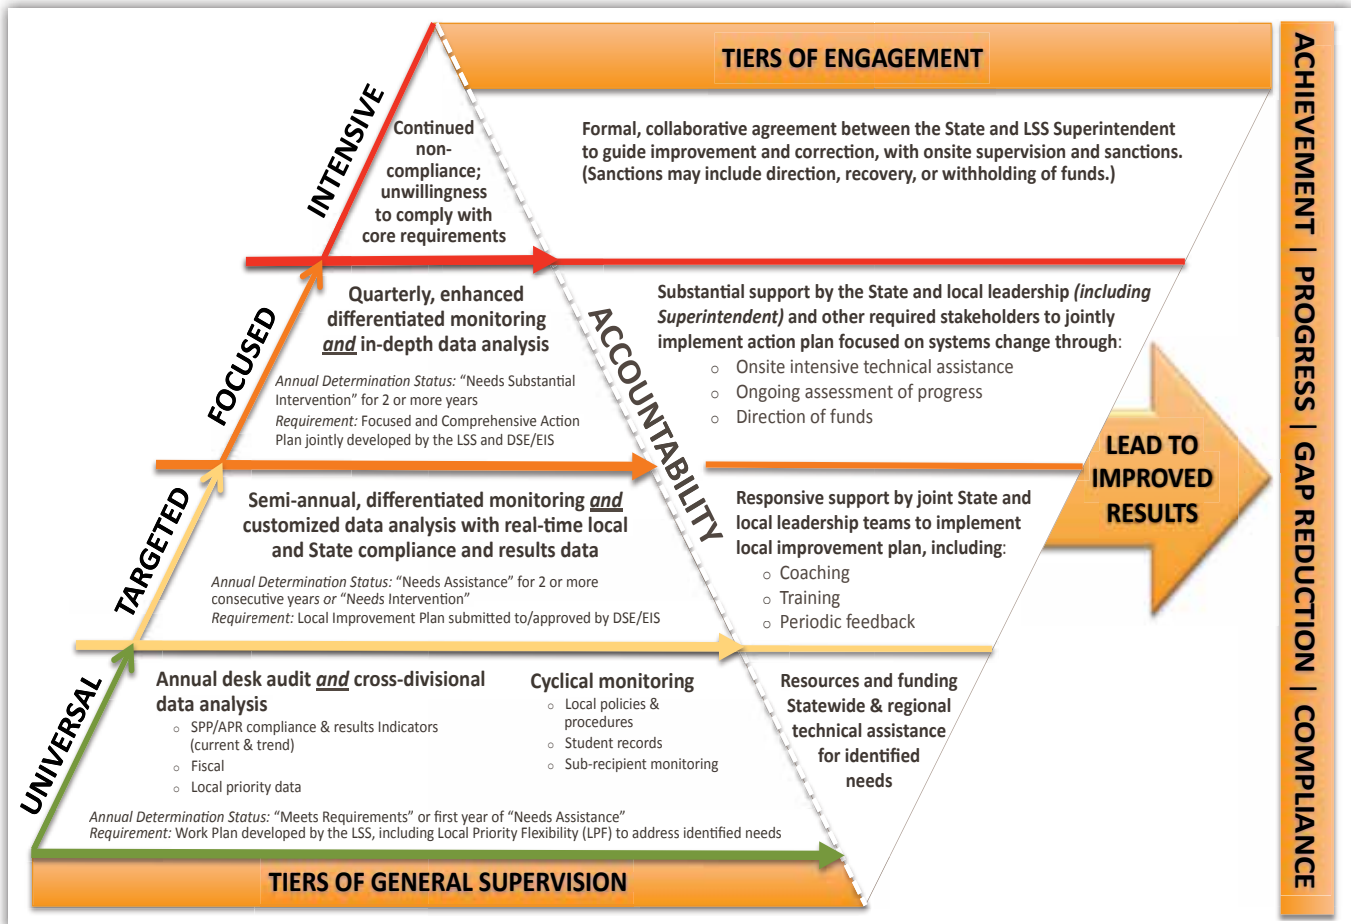 TIERS OF ENGAGEMENT
INTENSIVE
Continued
non-
compliance;
unwillingness
to comply with
core requirements
Formal, collaborative agreement between the State and LSS Superintendent
to guide improvement and correction, with onsite supervision and sanctions.
(Sanctions may include direction, recovery, or withholding of funds.)
FOCUSED
Quarterly, enhanced
differentiated monitoring
and in-depth data analysis
Annual Determination Status: “Needs Substantial
Intervention” for 2 or more years
Requirement: Focused and Comprehensive Action
Plan jointly developed by the LSS and DSE/EIS
ACCOUNTABILITY
Substantial support by the State and local leadership (including
Superintendent) and other required stakeholders to jointly
implement action plan focused on systems change through:
○ Onsite intensive technical assistance
○ Ongoing assessment of progress
○ Direction of funds
TARGETED
Semi-annual, differentiated monitoring and
customized data analysis with real-time local
and State compliance and results data
Annual Determination Status: “Needs Assistance” for 2 or more
consecutive years or “Needs Intervention”
Requirement: Local Improvement Plan submitted to/approved by DSE/EIS
Responsive support by joint State and
local leadership teams to implement
local improvement plan, including:
○ Coaching
○ Training
○ Periodic feedback
UNIVERSAL
Annual desk audit and cross-divisional
data analysis
○ SPP/APR compliance & results Indicators
(current & trend)
○ Fiscal
○ Local priority data
Cyclical monitoring
○ Local policies &
procedures
○ Student records
○ Sub-recipient monitoring
Annual Determination Status: “Meets Requirements” or first year of “Needs Assistance”
Requirement: Work Plan developed by the LSS, including Local Priority Flexibility (LPF) to address identified needs
Resources and funding
Statewide & regional
technical assistance
for identified
needs
TIERS OF GENERAL SUPERVISION
LEAD TO
IMPROVED
RESULTS
ACHIEVEMENT | PROGRESS | GAP REDUCTION | COMPLIANCE